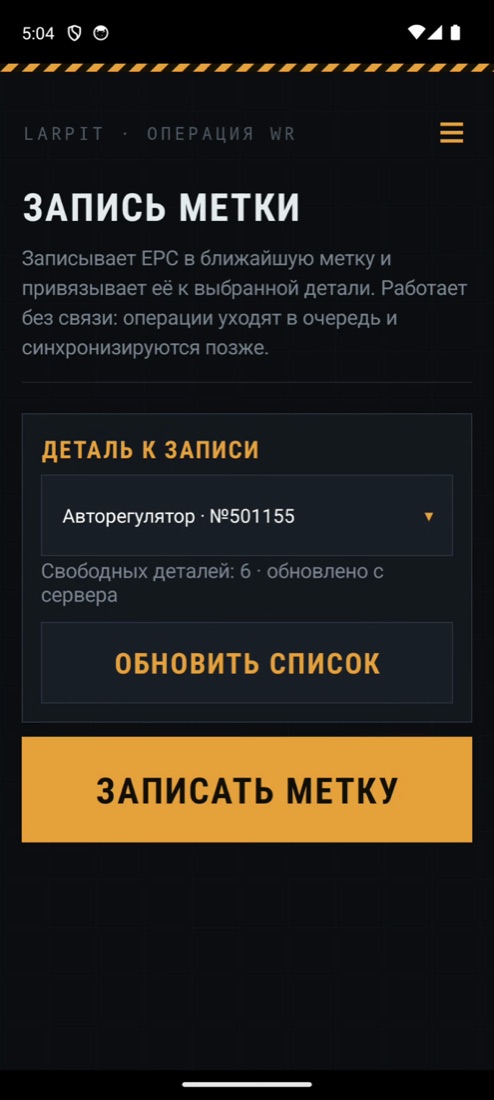 5:04
LARPIT · ОПЕРАЦИЯ WR
ЗАПИСЬ МЕТКИ
Записывает EPC в ближайшую метку и
привязывает её к выбранной детали. Работает
без связи: операции уходят в очередь и
синхронизируются позже.
ДЕТАЛЬ К ЗАПИСИ
Авторегулятор · №501155
Свободных деталей: 6 · обновлено с
сервера
ОБНОВИТЬ СПИСОК
ЗАПИСАТЬ МЕТКУ